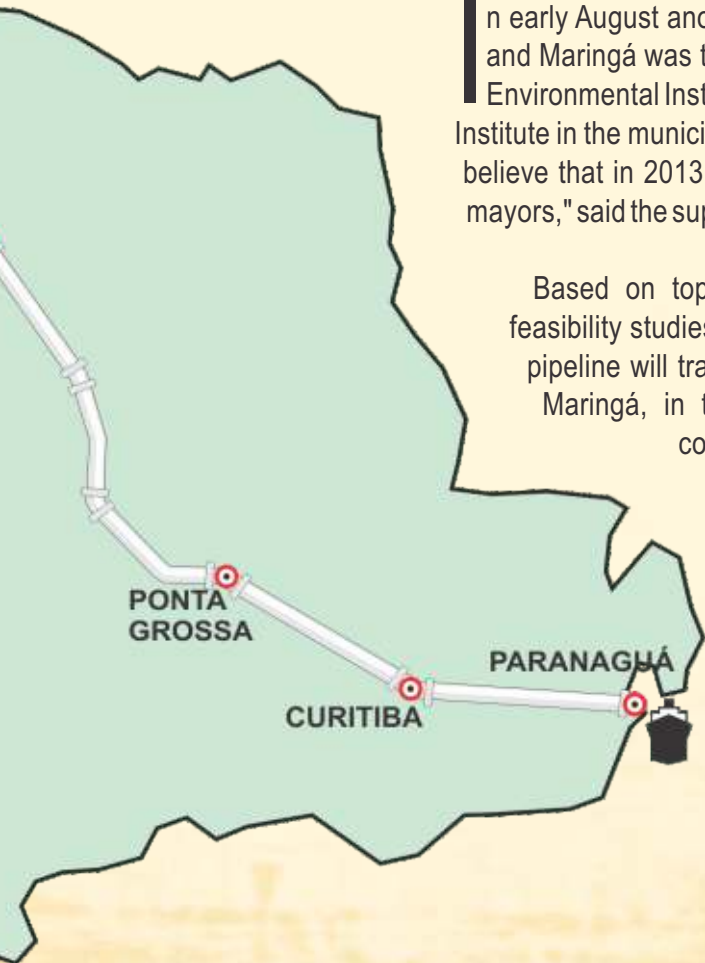 In early August and
and Maringá was t
Environmental Inst
Institute in the munici
believe that in 2013
mayors," said the sup
Based on top
feasibility studies
pipeline will tra
Maringá, in t
co
PONTA
GROSSA
CURITIBA
PARANAGUÁ